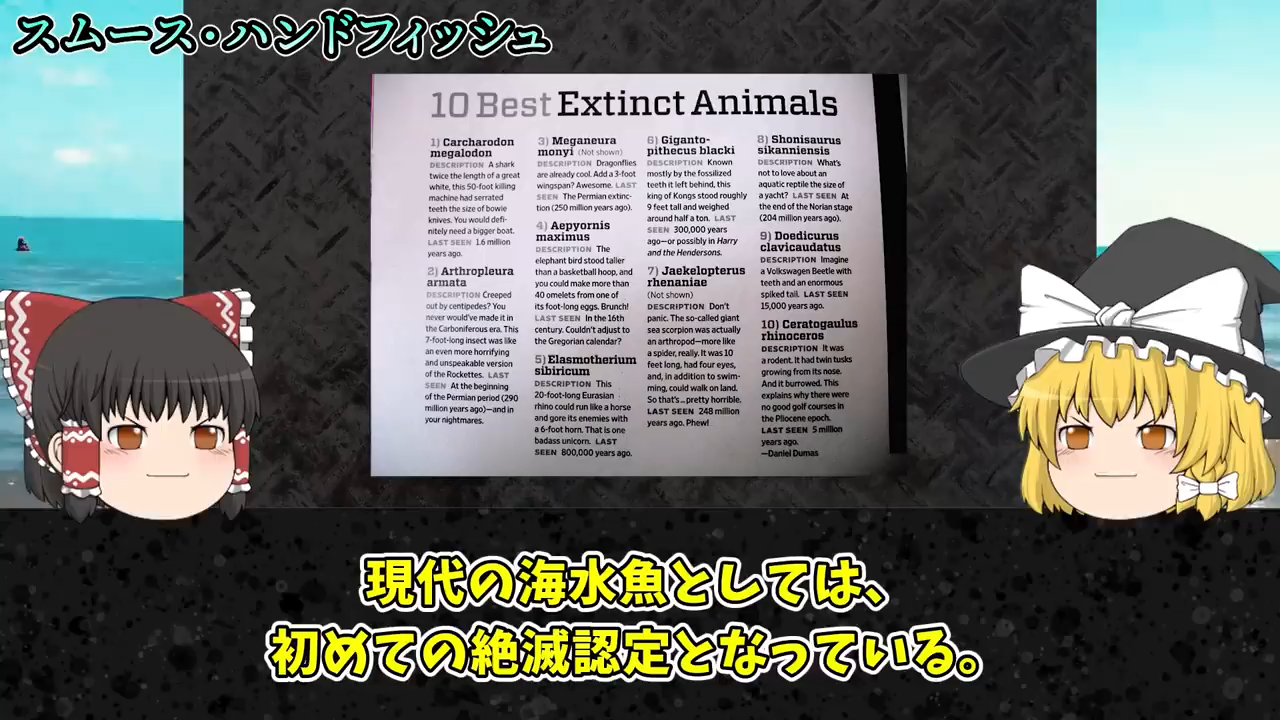 スムース・ハンドフィッシュ
10 Best Extinct Animals
1) Carcharodon
megalodon
DESCRIPTION A shark
twice the length of a great
white, this 50-foot killing
machine had serrated
teeth the size of bowie
knives. You would defi-
nitely need a bigger boat.
LAST SEEN 1.6 million
years ago.
2) Arthropleura
armata
DESCRIPTION Creeped
out by centipedes? You
never would've made it in
the Carboniferous era. This
7-foot-long insect was like
an even more horrifying
and unspeakable version
of the Rockettes. LAST
SEEN At the beginning
of the Permian period (290
million years ago)—and in
your nightmares.
3) Meganeura
monyi (Not shown)
DESCRIPTION Dragonflies
are already cool. Add a 3-foot
wingspan? Awesome. LAST
SEEN The Permian extinc-
tion (250 million years ago).
4) Aepyornis
maximus
DESCRIPTION The
elephant bird stood taller
than a basketball hoop, and
you could make more than
40 omelets from one of
its foot-long eggs. Brunch!
LAST SEEN In the 16th
century. Couldn't adjust to
the Gregorian calendar?
5) Elasmotherium
sibiricum
DESCRIPTION This
20-foot-long Eurasian
rhino could run like a horse
and gore its enemies with
a 6-foot horn. That is one
badass unicorn. LAST
SEEN 800,000 years ago.
6) Giganto-
pithecus blacki
DESCRIPTION Known
mostly by the fossilized
teeth it left behind, this
king of Kongs stood roughly
9 feet tall and weighed
around half a ton. LAST
SEEN 300,000 years
ago—or possibly in Harry
and the Hendersons.
7) Jaekelopterus
rhenaniae
(Not shown)
DESCRIPTION Don't
panic. The so-called giant
sea scorpion was actually
an arthropod—more like
a spider, really. It was 10
feet long, had four eyes,
and, in addition to swim-
ming, could walk on land.
So that's...pretty horrible.
LAST SEEN 248 million
years ago. Phew!
8) Shonisaurus
sikanniensis
DESCRIPTION What's
not to love about an
aquatic reptile the size of
a yacht? LAST SEEN At
the end of the Norian stage
(204 million years ago).
9) Doedicurus
clavicaudatus
DESCRIPTION Imagine
a Volkswagen Beetle with
teeth and an enormous
spiked tail. LAST SEEN
15,000 years ago.
10) Ceratogaulus
rhinoceros
DESCRIPTION It was
a rodent. It had twin tusks
growing from its nose.
And it burrowed. This
explains why there were
no good golf courses in
the Pliocene epoch.
LAST SEEN 5 million
years ago.
—Daniel Dumas
現代の海水魚としては、
初めての絶滅認定となっている。